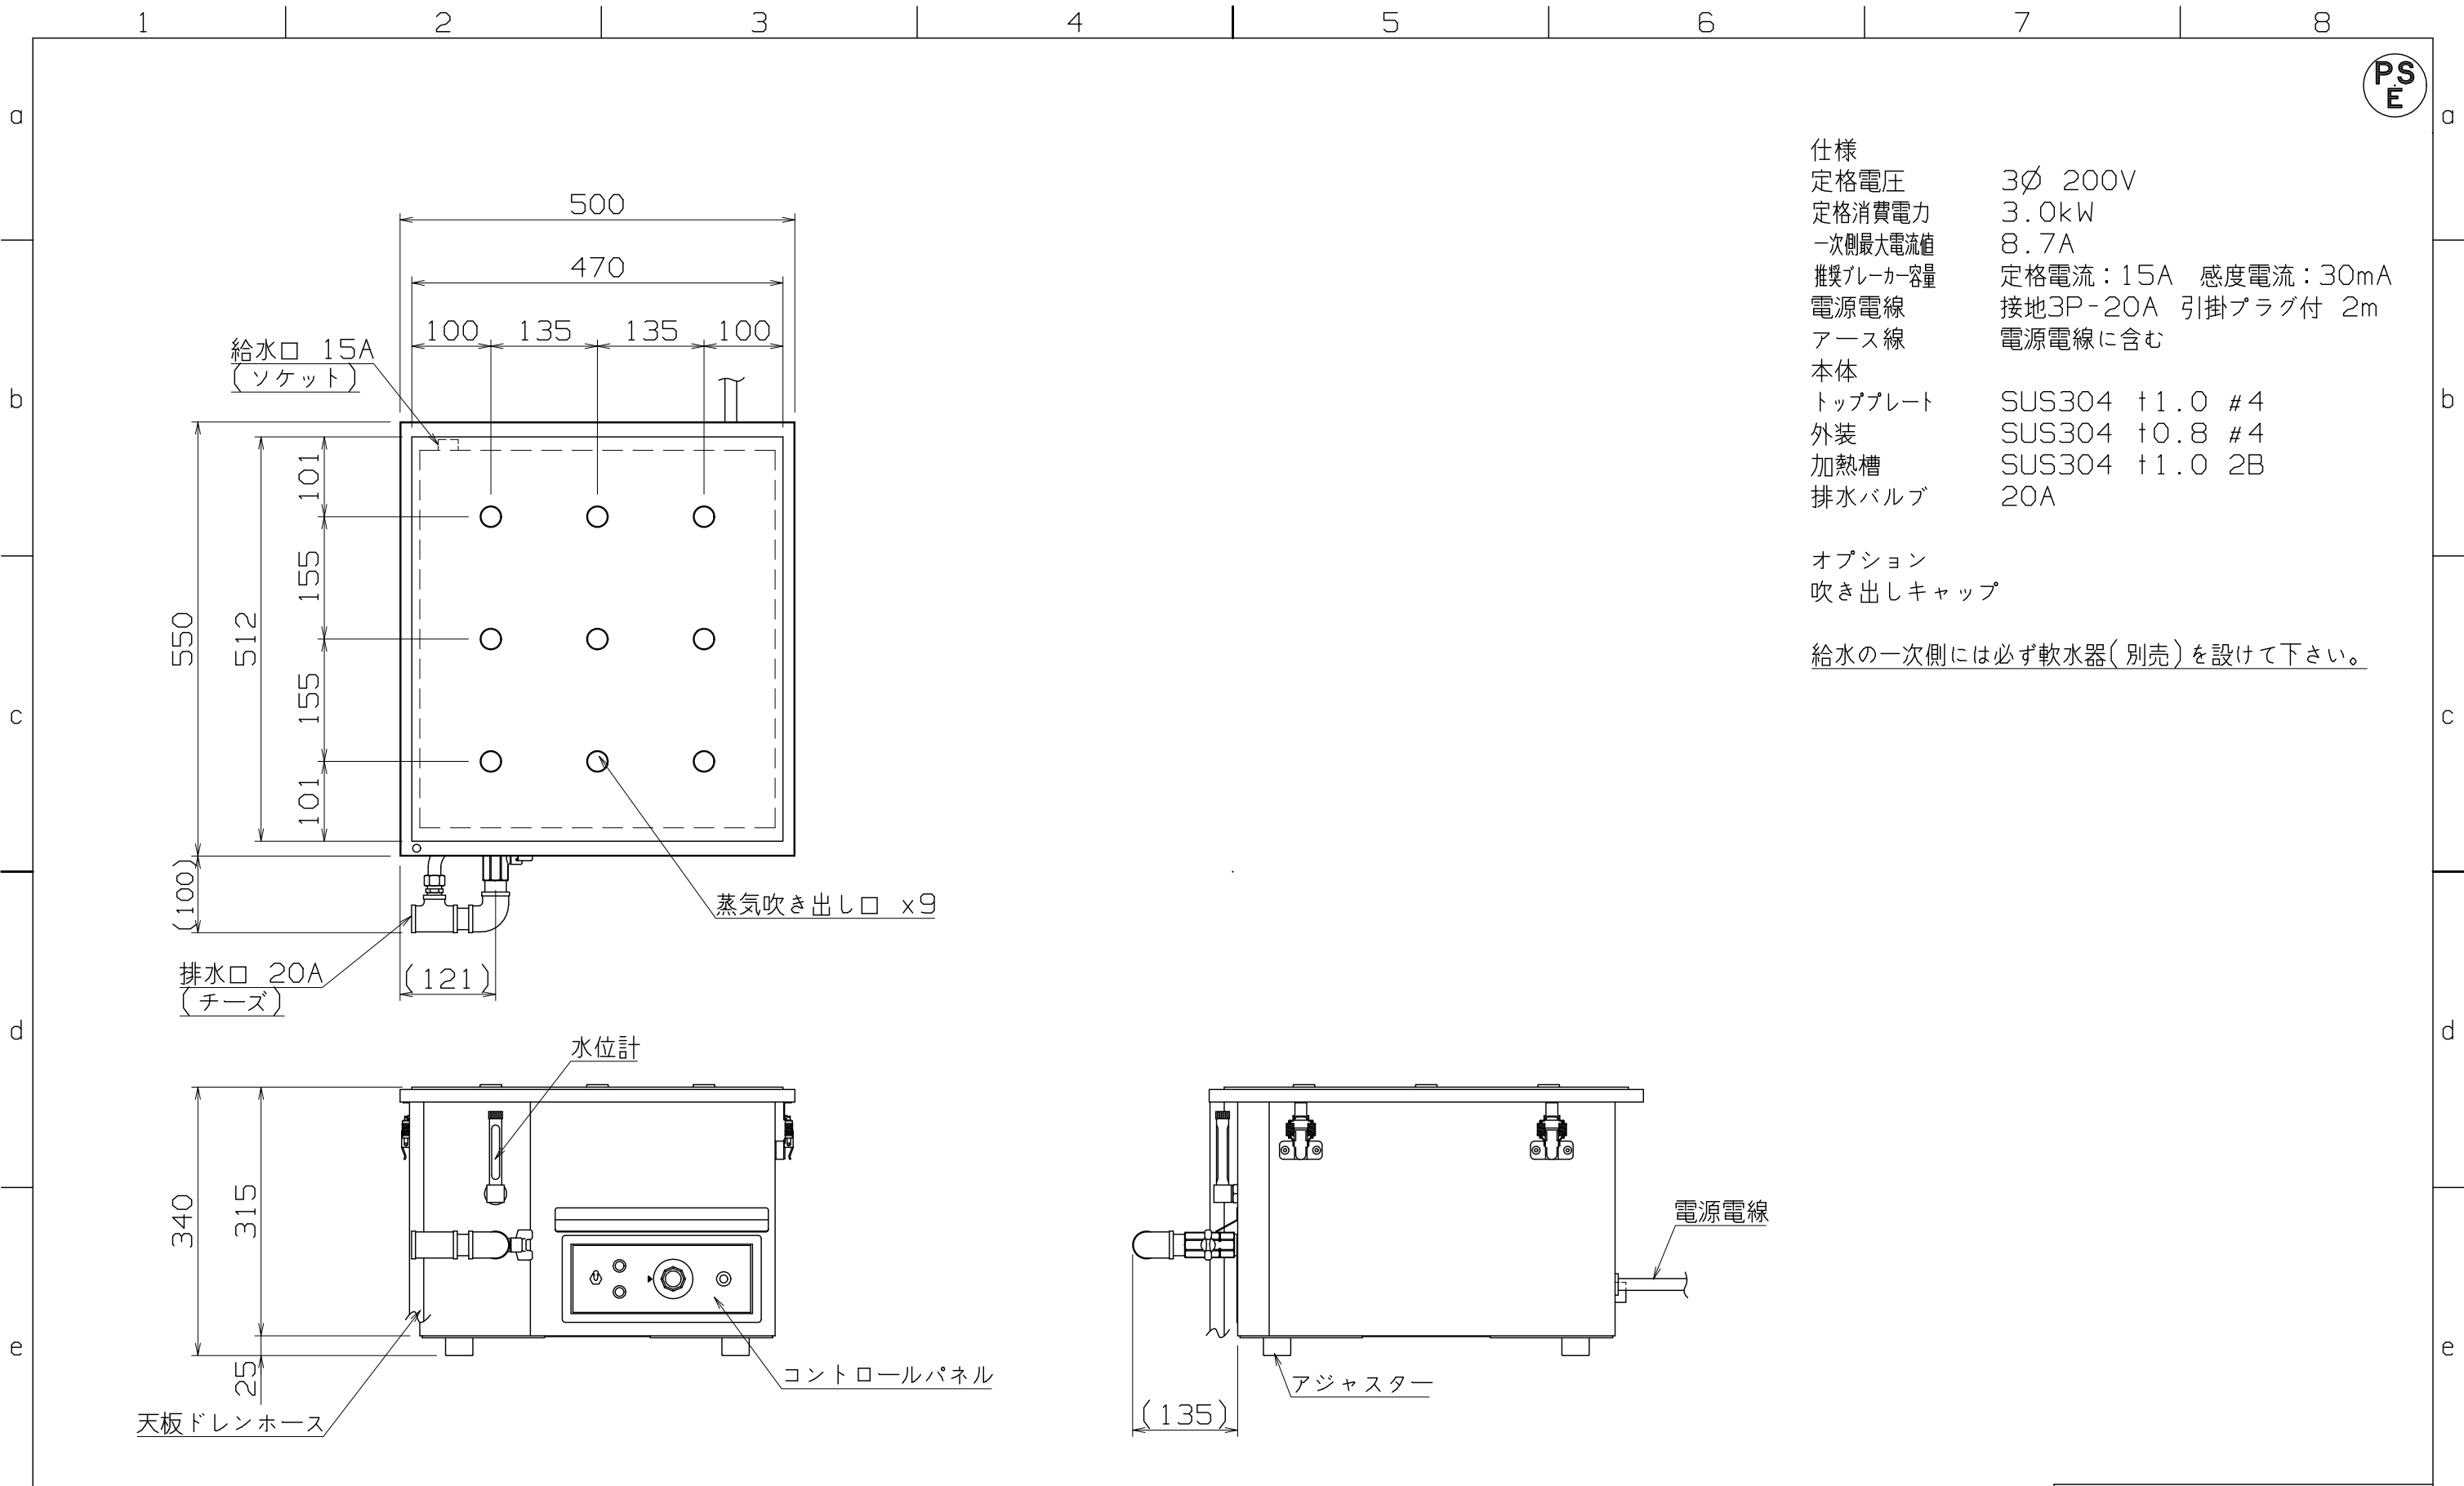 1 2 3 4 5 6 7 8
PS
E
a a
仕様
定格電圧 3Ø 200V
定格消費電力 3.0kW
一次側最大電流値 8.7A
推奨ブレーカー容量 定格電流：15A 感度電流：30mA
電源電線 接地3P-20A 引掛プラグ付 2m
アース線 電源電線に含む
本体
トッププレート SUS304 t1.0 #4
外装 SUS304 t0.8 #4
加熱槽 SUS304 t1.0 2B
排水バルブ 20A
オプション
吹き出しキャップ
給水の一次側には必ず軟水器(別売)を設けて下さい。
500
470
100 135 135 100
給水口 15A
(ソケット)
b b
101
155
550
512
155
c c
101
(100)
蒸気吹き出し口 x9
排水口 20A
(チーズ)
(121)
d d
水位計
340
315
電源電線
25
e e
コントロールパネル
アジャスター
(135)
天板ドレンホース